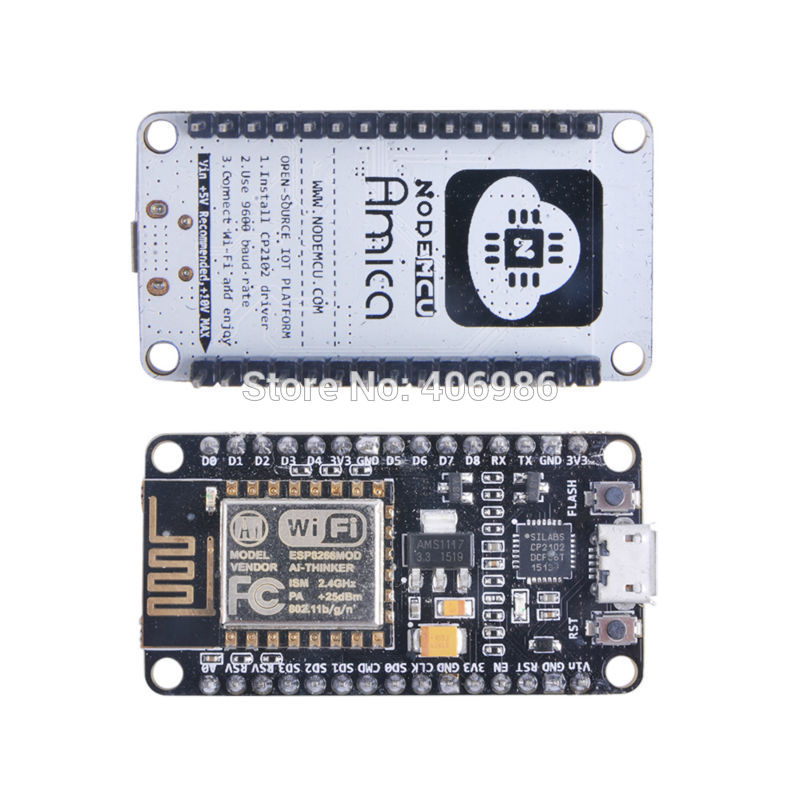 NODEMCU
Amica
WWW.NODEMCU.COM
OPEN-SOURCE IOT PLATFORM
1.Install CP2102 driver
2.Use 9600 baud rate
3.Connect Wi-Fi and enjoy
Vin +5V Recommended,+10V MAX
Store No: 406986
D0 D1 D2 D3 D4 3V3 GND D5 D6 D7 D8 RX TX GND 3V3
FLASH
Ai WiFi
MODEL ESP8266MOD
VENDOR AI-THINKER
ISM 2.4GHz
PA +25dBm
802.11b/g/n
FC
AMS1117
3.3 1519
SILABS
CP2102
RST
A0 RSV RSV SD3 SD2 SD1 CMD SD0 CLK GND 3V3 EN RST GND Vin